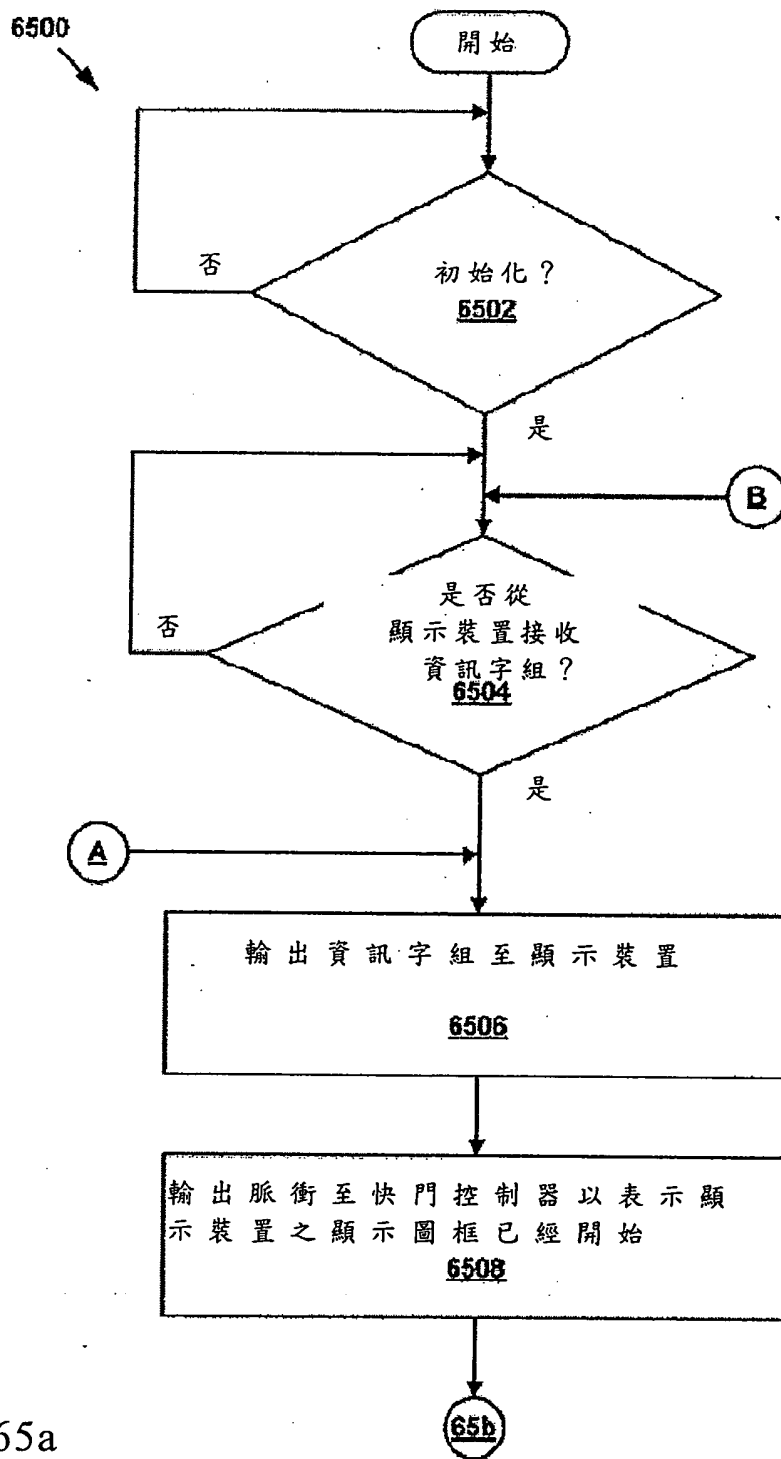 6500
開始
否
初始化？
6502
是
B
是否從
顯示裝置接收
資訊字組？
6504
否
是
A
輸出資訊字組至顯示裝置
6506
輸出脈衝至快門控制器以表示顯
示裝置之顯示圖框已經開始
6508
65b
65a